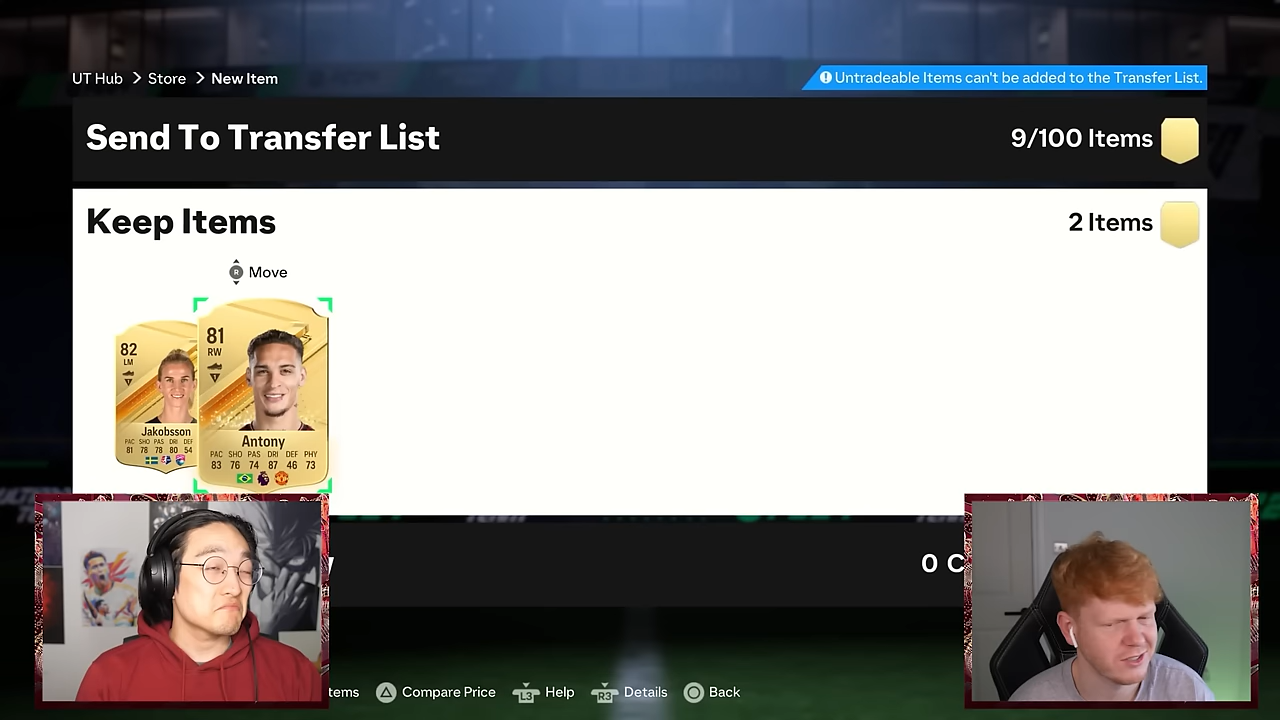 UT Hub > Store > New Item
Untradeable Items can't be added to the Transfer List.
Send To Transfer List
9/100 Items
Keep Items
2 Items
R Move
82
LM
Jakobsson
PAC SHO PAS DRI DEF
81 78 78 80 54
81
RW
Antony
PAC SHO PAS DRI DEF PHY
83 76 74 87 46 73
0 C
tems
Compare Price
L3 Help
R3 Details
Back